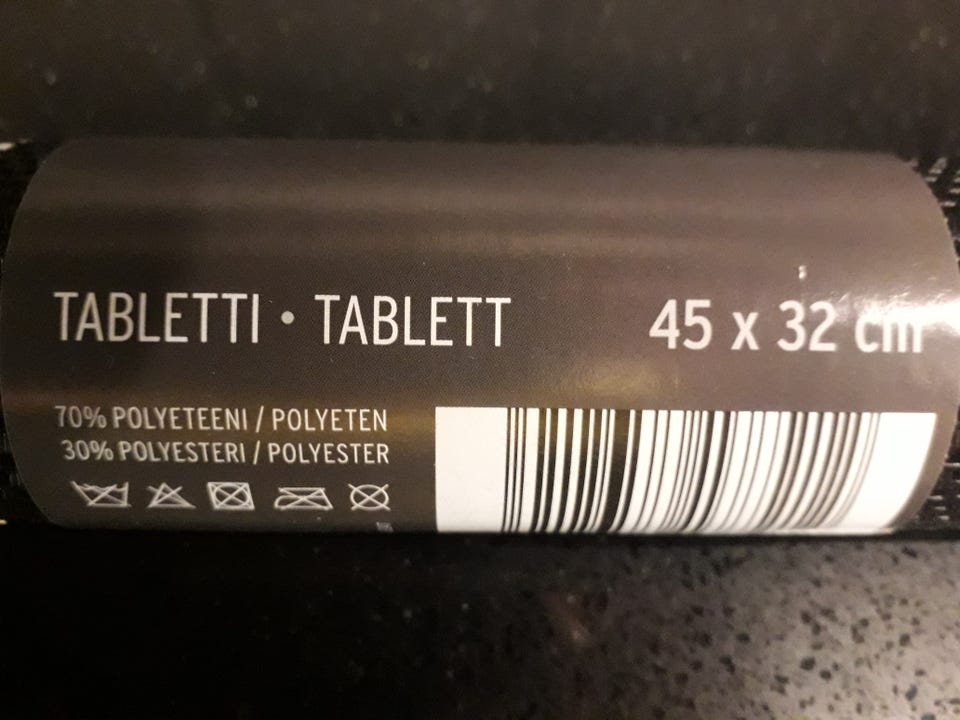 TABLETTI • TABLETT 45 x 32 cm
70% POLYETEENI / POLYETEN
30% POLYESTERI / POLYESTER